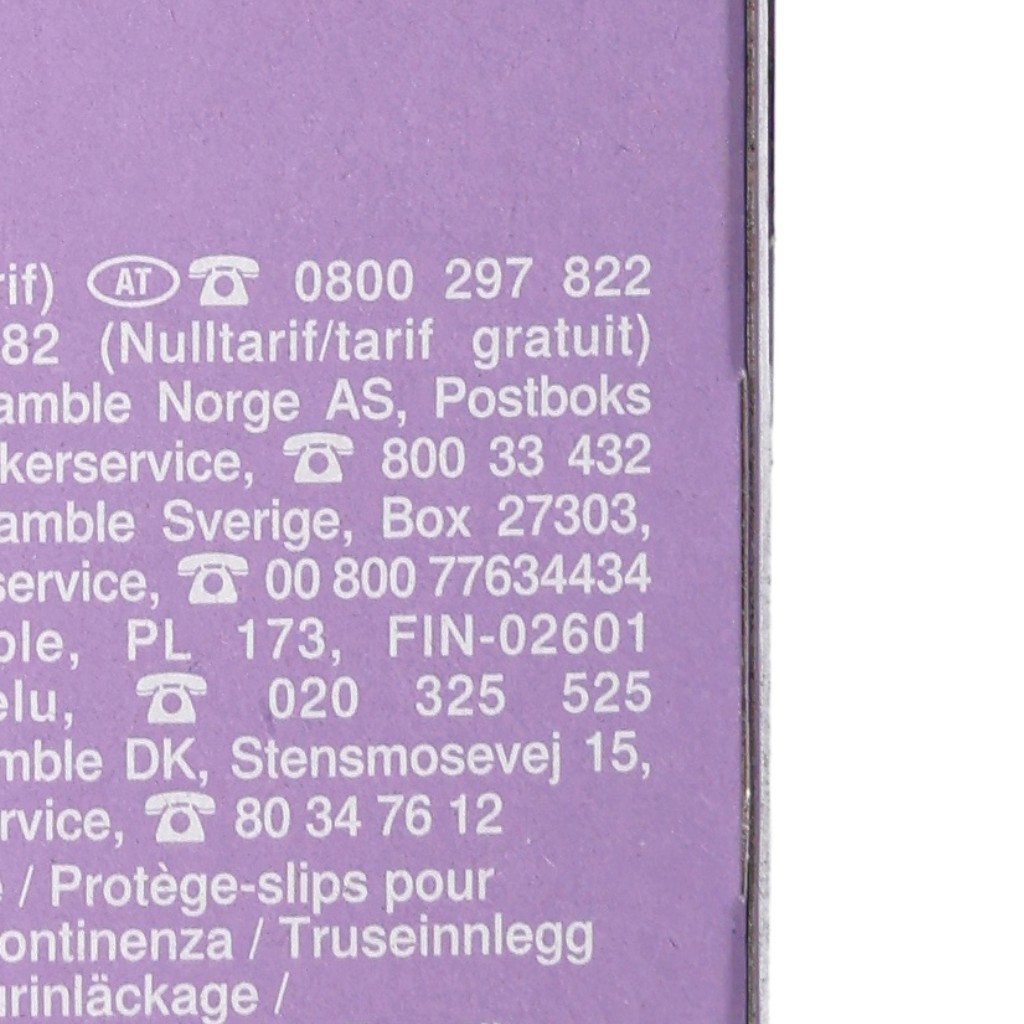 rif) AT ☎ 0800 297 822
82 (Nulltarif/tarif gratuit)
amble Norge AS, Postboks
kerservice, ☎ 800 33 432
amble Sverige, Box 27303,
service, ☎ 00 800 77634434
ble, PL 173, FIN-02601
elu, ☎ 020 325 525
mble DK, Stensmosevej 15,
rvice, ☎ 80 34 76 12
e / Protège-slips pour
ontinenza / Truseinnlegg
urinläckage /